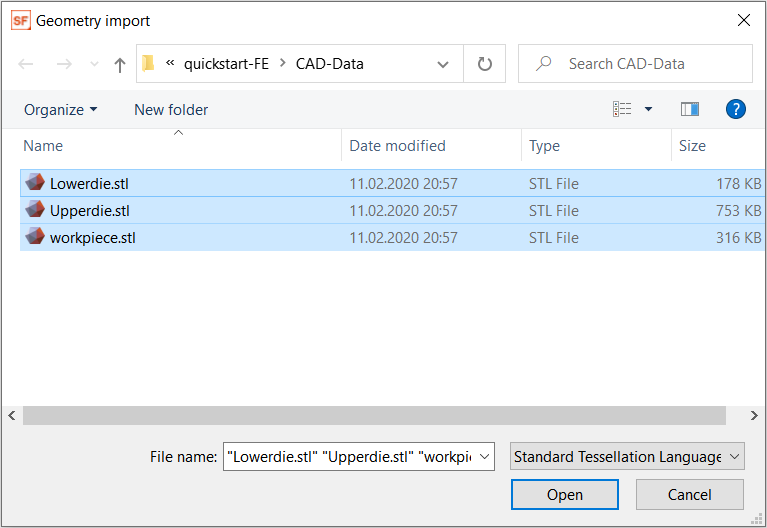 SF Geometry import
« quickstart-FE > CAD-Data
Search CAD-Data
Organize New folder
?
Name Date modified Type Size
Lowerdie.stl 11.02.2020 20:57 STL File 178 KB
Upperdie.stl 11.02.2020 20:57 STL File 753 KB
workpiece.stl 11.02.2020 20:57 STL File 316 KB
File name: "Lowerdie.stl" "Upperdie.stl" "workpie Standard Tessellation Language
Open Cancel